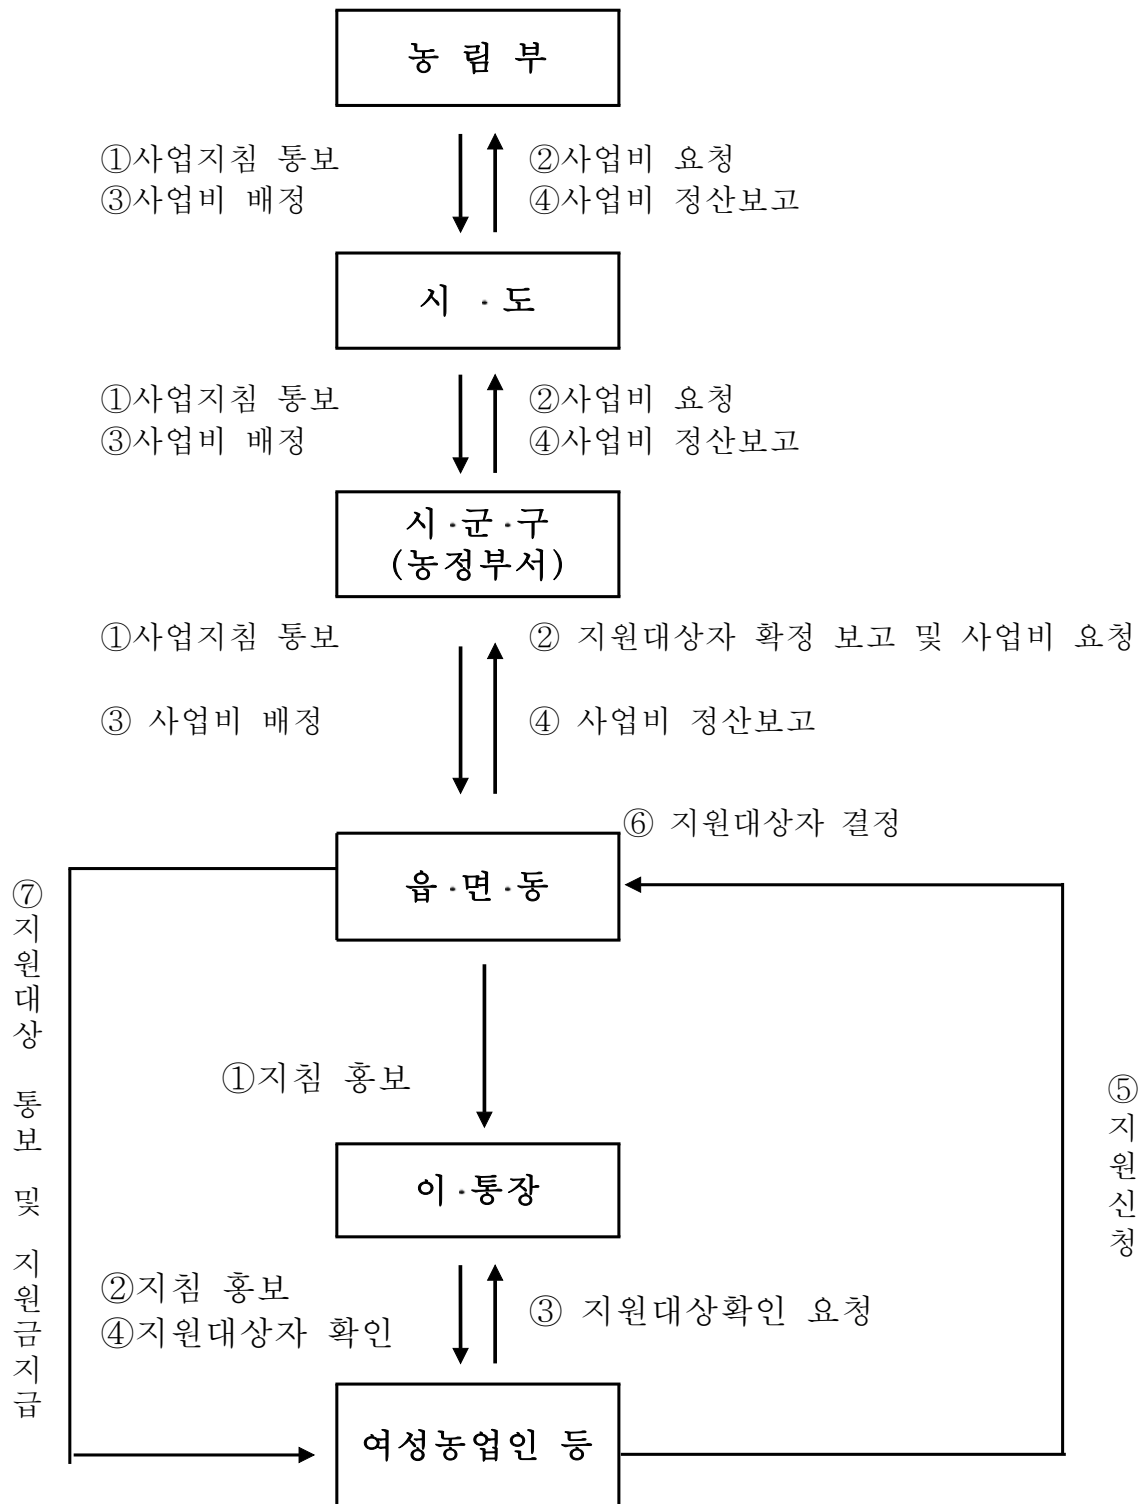 농 림 부
①사업지침 통보
③사업비 배정
②사업비 요청
④사업비 정산보고
시 · 도
①사업지침 통보
③사업비 배정
②사업비 요청
④사업비 정산보고
시·군·구
(농정부서)
①사업지침 통보
③ 사업비 배정
② 지원대상자 확정 보고 및 사업비 요청
④ 사업비 정산보고
⑥ 지원대상자 결정
읍·면·동
⑦지원대상 통보 및 지원금지급
①지침 홍보
⑤지원신청
이·통장
②지침 홍보
④지원대상자 확인
③ 지원대상확인 요청
여성농업인 등